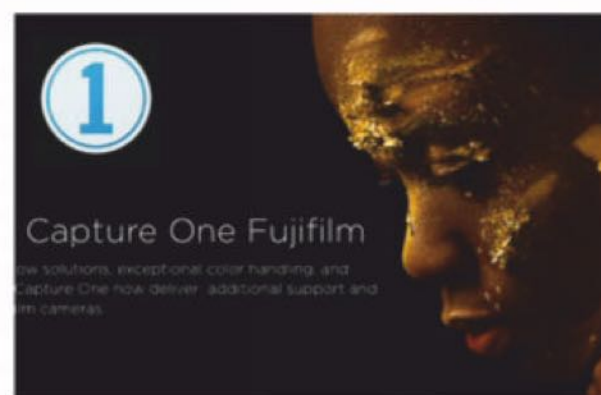 1
Capture One Fujifilm
ow solutions, exceptional color handling, and
Capture One now deliver additional support and
lm cameras